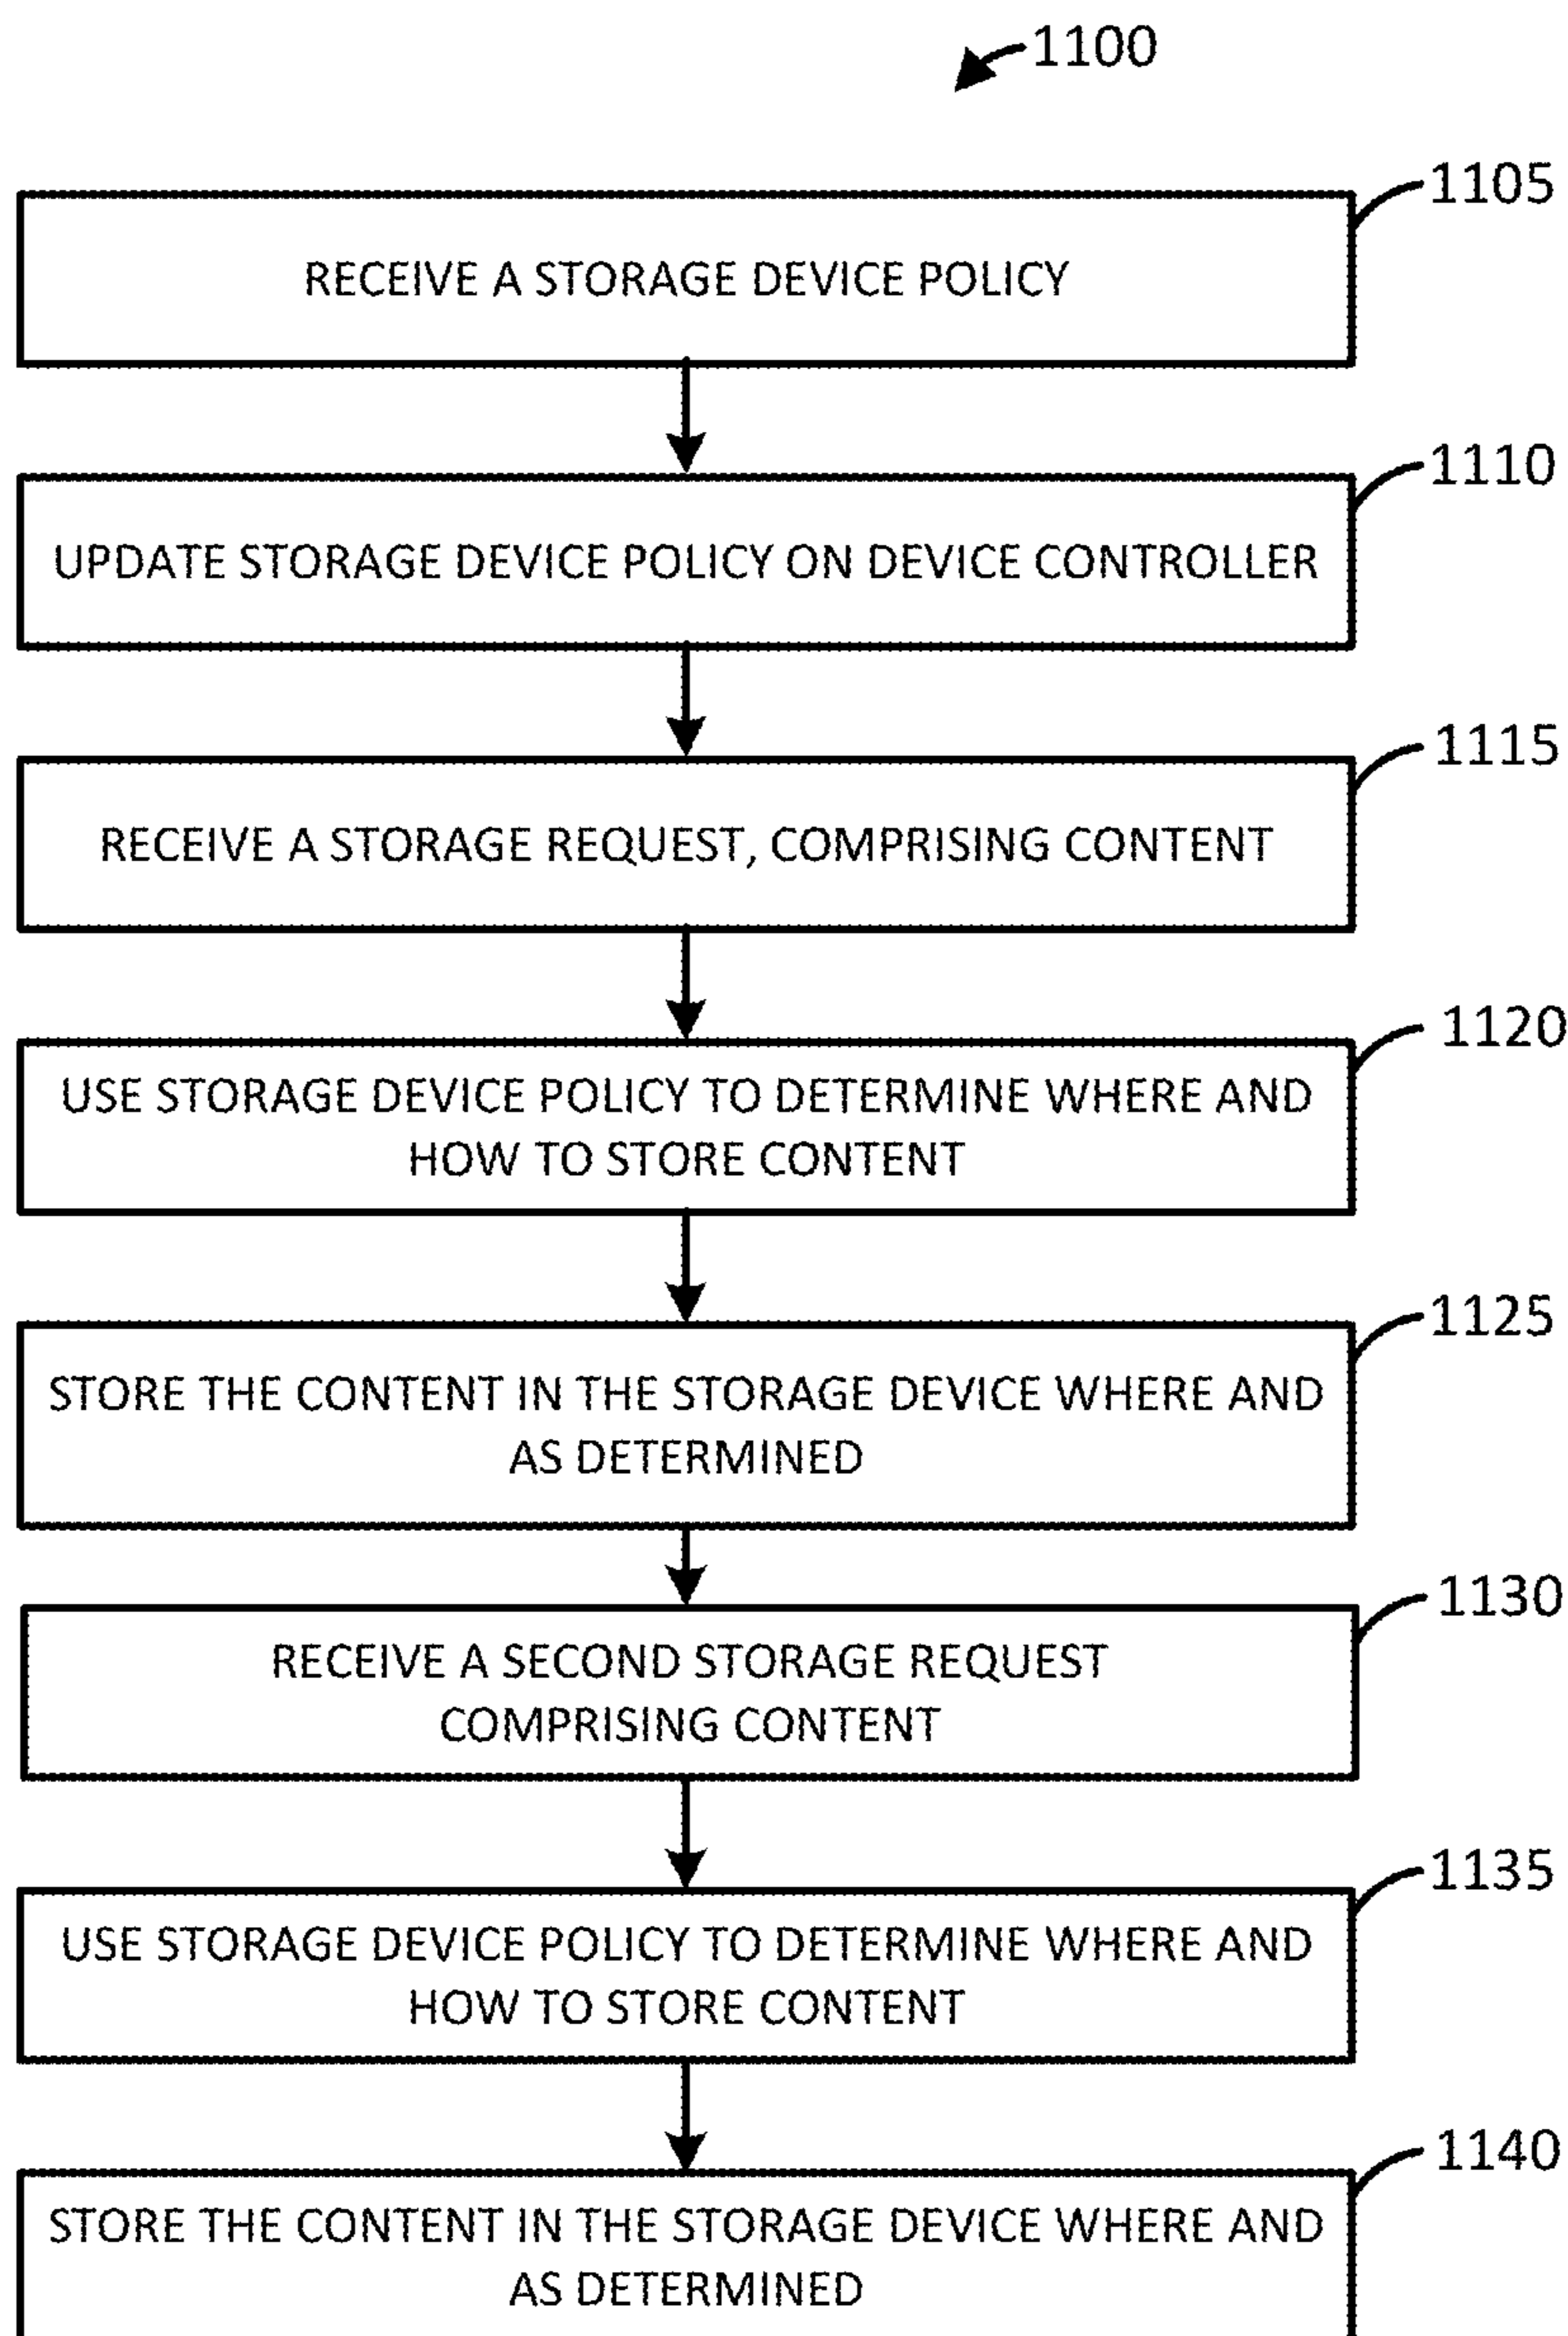 1100
1105
RECEIVE A STORAGE DEVICE POLICY
1110
UPDATE STORAGE DEVICE POLICY ON DEVICE CONTROLLER
1115
RECEIVE A STORAGE REQUEST, COMPRISING CONTENT
1120
USE STORAGE DEVICE POLICY TO DETERMINE WHERE AND
HOW TO STORE CONTENT
1125
STORE THE CONTENT IN THE STORAGE DEVICE WHERE AND
AS DETERMINED
1130
RECEIVE A SECOND STORAGE REQUEST
COMPRISING CONTENT
1135
USE STORAGE DEVICE POLICY TO DETERMINE WHERE AND
HOW TO STORE CONTENT
1140
STORE THE CONTENT IN THE STORAGE DEVICE WHERE AND
AS DETERMINED